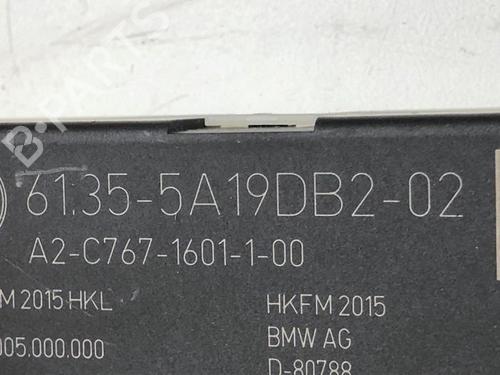 B-PARTS
61.35-5A19DB2-02
A2-C767-1601-1-00
M 2015 HKL
HKFM 2015
005.000.000
BMW AG
D-80788